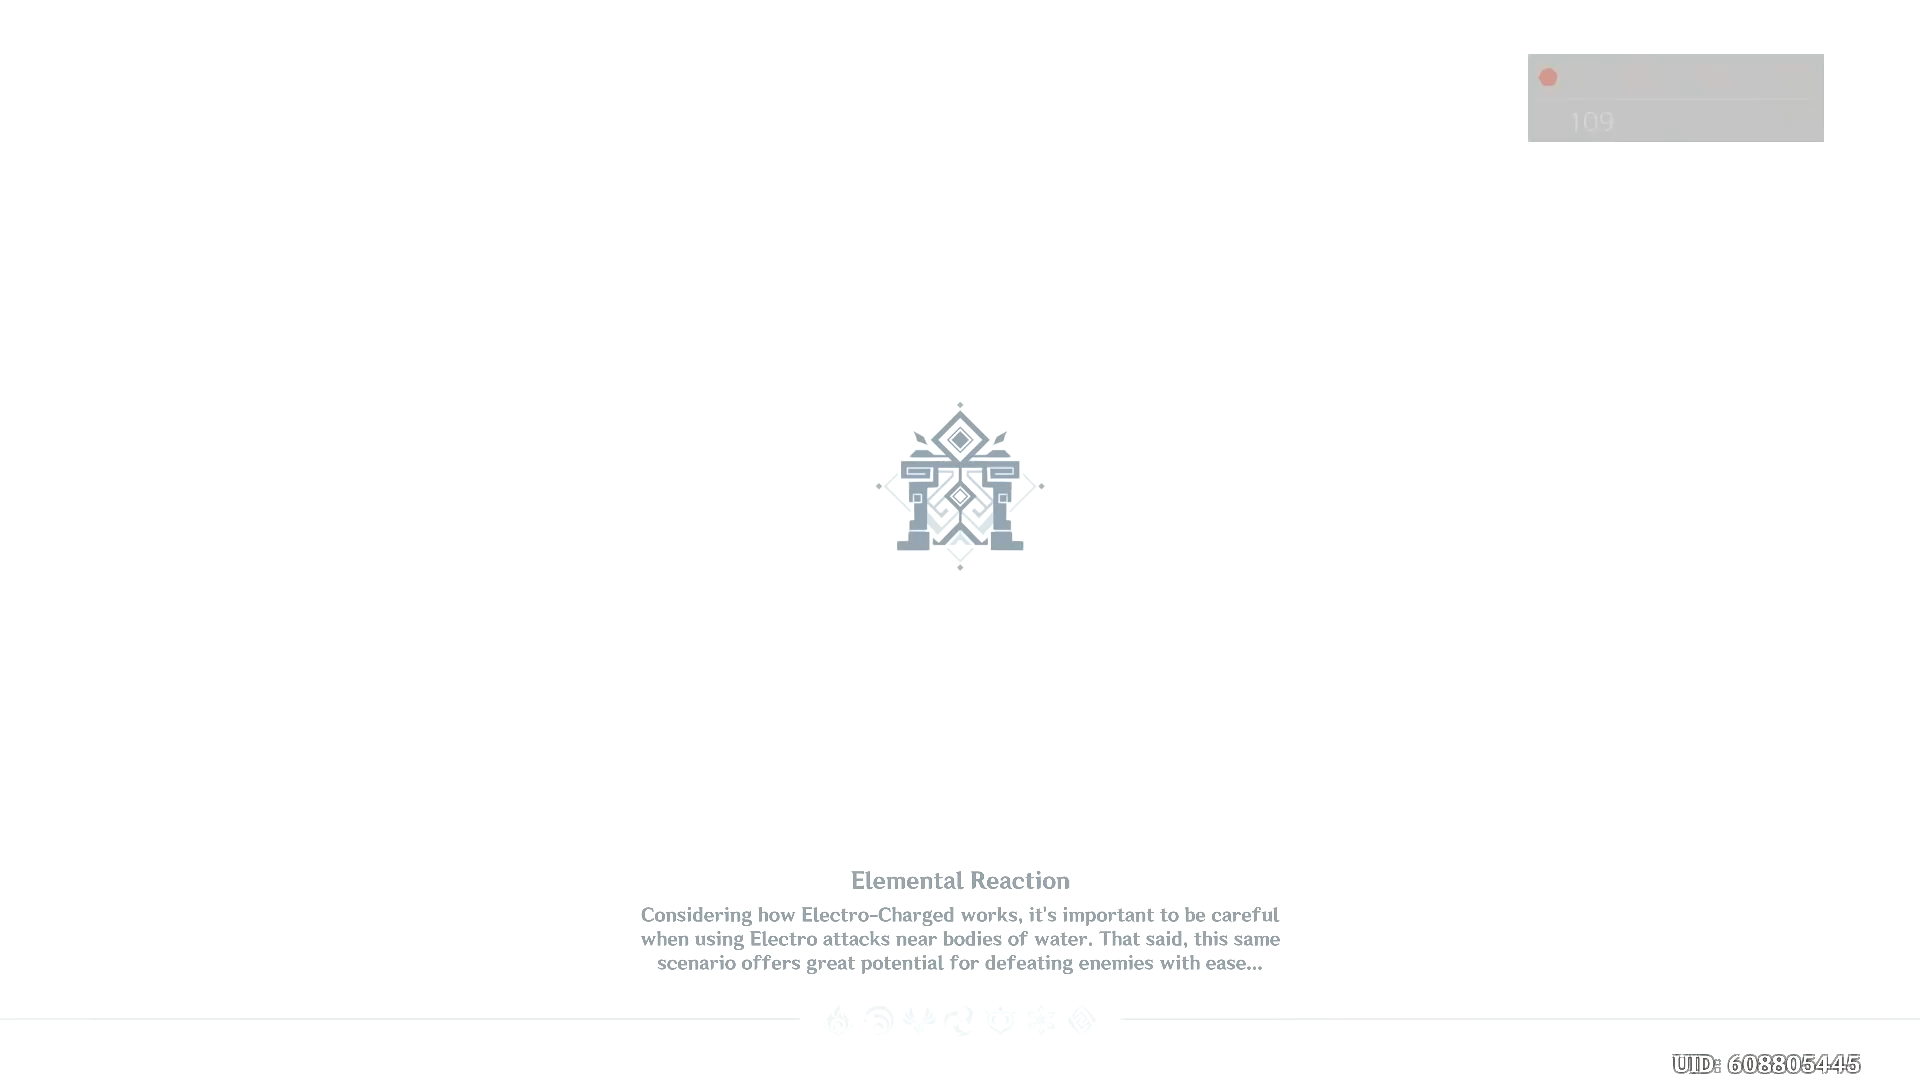 109
Elemental Reaction
Considering how Electro-Charged works, it's important to be careful
when using Electro attacks near bodies of water. That said, this same
scenario offers great potential for defeating enemies with ease...
UID: 608805445